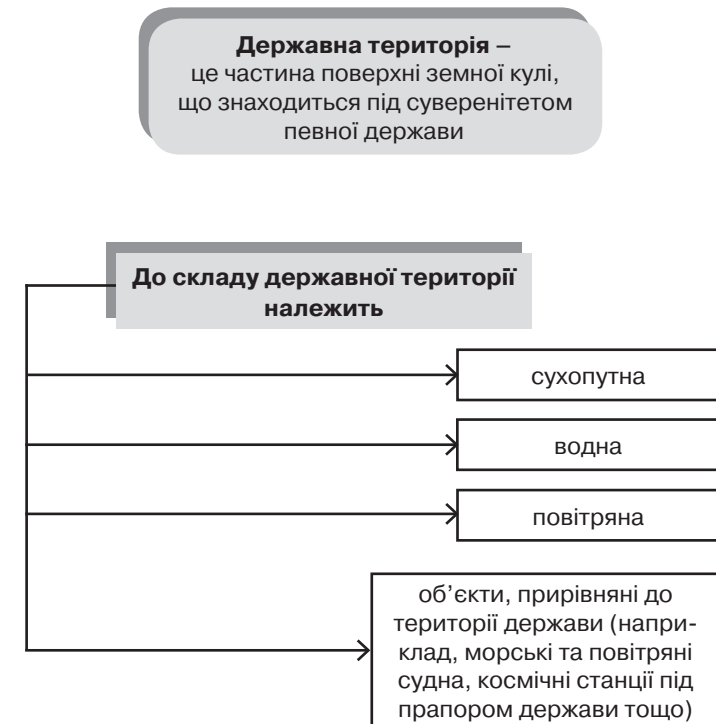 Державна територія –
це частина поверхні земної кулі,
що знаходиться під суверенітетом
певної держави
До складу державної території
належить
сухопутна
водна
повітряна
об’єкти, прирівняні до
території держави (напри-
клад, морські та повітряні
судна, космічні станції під
прапором держави тощо)